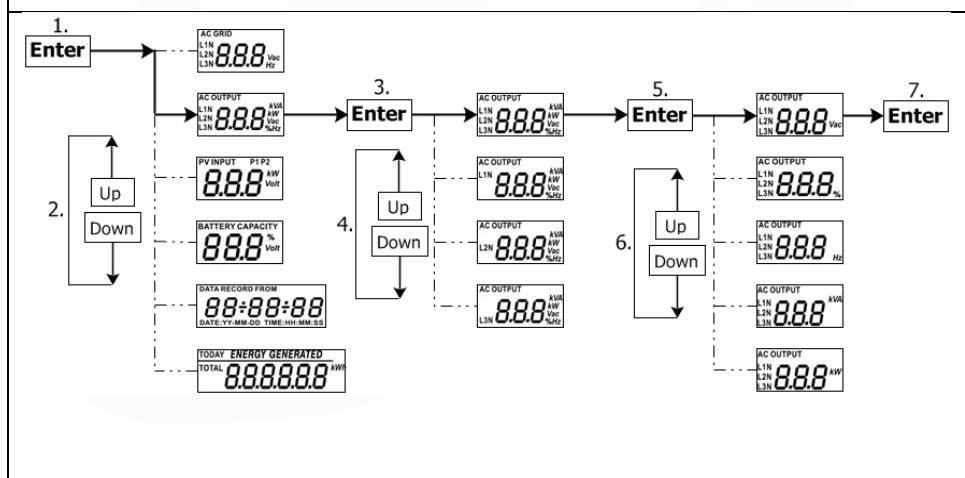 1.
Enter
AC GRID
L1N
L2N
L3N
8.8.8 Vac
Hz
AC OUTPUT
L1N
L2N
L3N
8.8.8
kVA
kW
Vac
%Hz
3.
Enter
AC OUTPUT
L1N
L2N
L3N
8.8.8
kVA
kW
Vac
%Hz
5.
Enter
AC OUTPUT
L1N
L2N
L3N
8.8.8 Vac
7.
Enter
2.
Up
Down
PV INPUT P1 P2
8.8.8 kW
Volt
BATTERY CAPACITY
8.8.8 %
Volt
DATA RECORD FROM
88:88:88
DATE:YY-MM-DD TIME:HH:MM:SS
TODAY ENERGY GENERATED
TOTAL 8.8.8.8.8.8 kWh
4.
Up
Down
AC OUTPUT
L1N
8.8.8
kVA
kW
Vac
%Hz
AC OUTPUT
L2N
8.8.8
kVA
kW
Vac
%Hz
AC OUTPUT
L3N
8.8.8
kVA
kW
Vac
%Hz
6.
Up
Down
AC OUTPUT
L1N
L2N
L3N
8.8.8 %
AC OUTPUT
L1N
L2N
L3N
8.8.8 Hz
AC OUTPUT
L1N
L2N
L3N
8.8.8 kVA
AC OUTPUT
L1N
L2N
L3N
8.8.8 kW